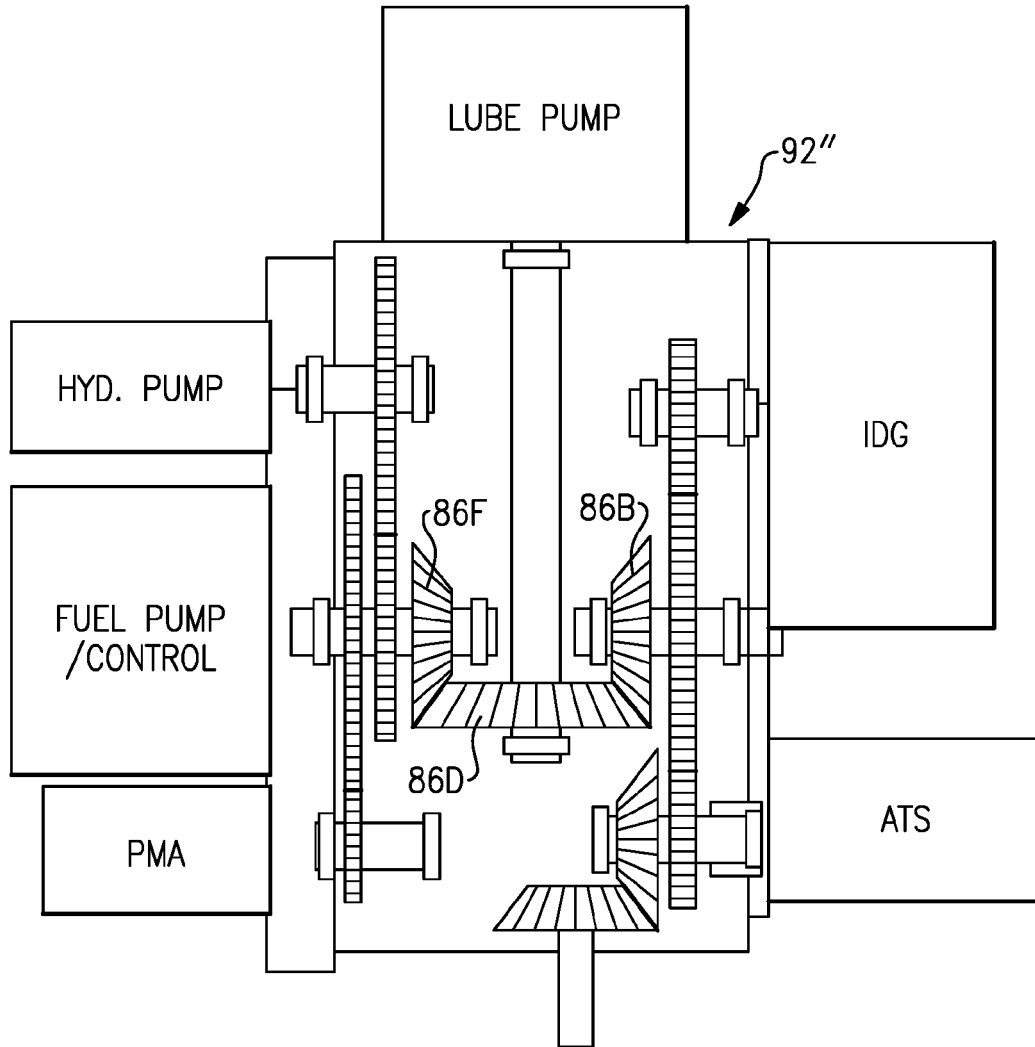 LUBE PUMP
92"
HYD. PUMP
IDG
86F
86B
FUEL PUMP
/CONTROL
86D
PMA
ATS